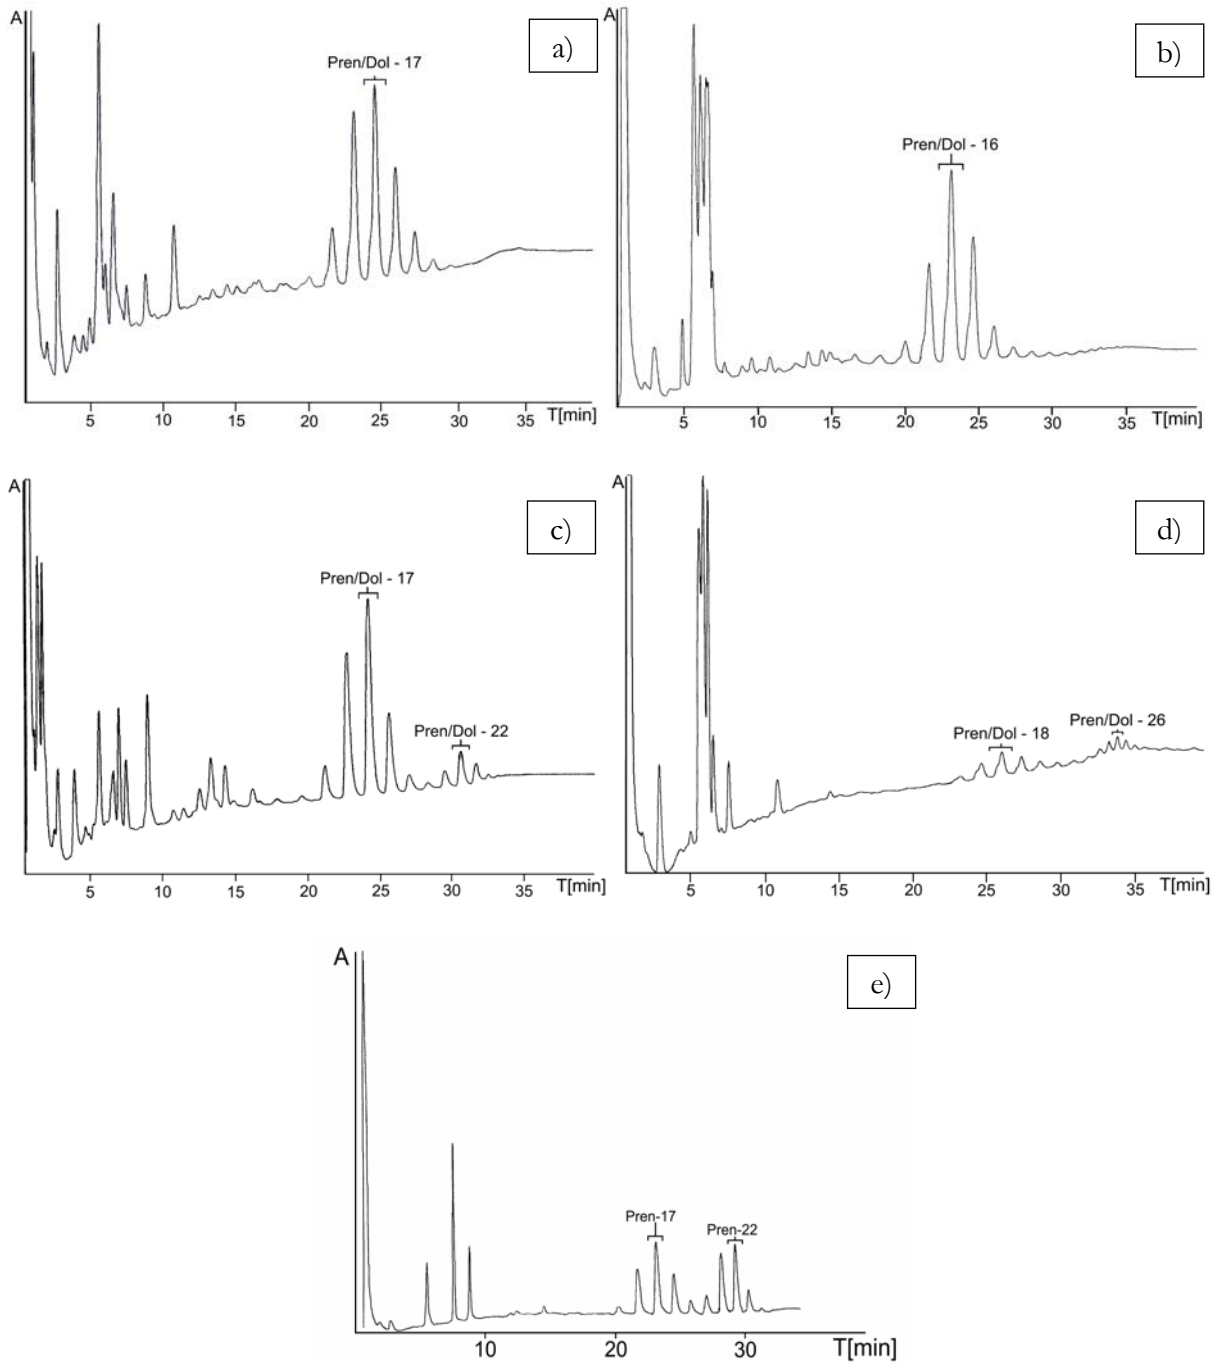 A
a)
Pren/Dol - 17
5 10 15 20 25 30 35 T[min]
A
b)
Pren/Dol - 16
5 10 15 20 25 30 35 T[min]
A
c)
Pren/Dol - 17
Pren/Dol - 22
5 10 15 20 25 30 35 T[min]
A
d)
Pren/Dol - 18
Pren/Dol - 26
5 10 15 20 25 30 35 T[min]
A
e)
Pren-17
Pren-22
10 20 30 T[min]